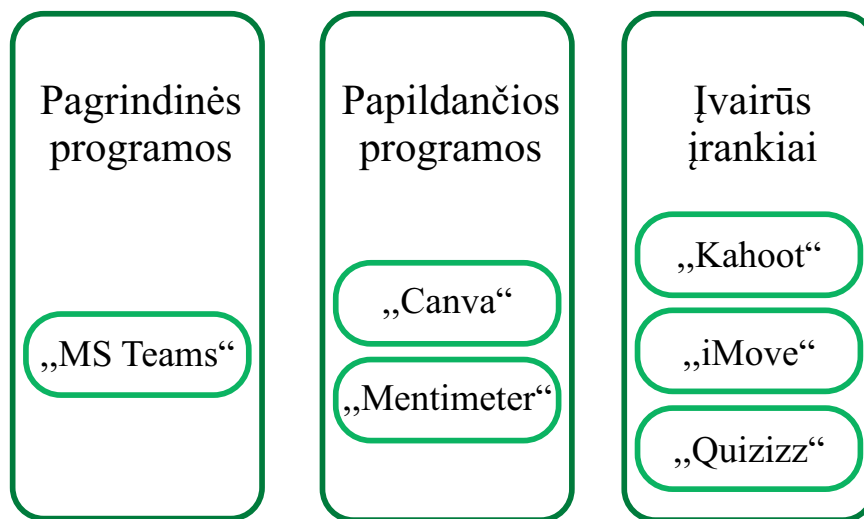 Pagrindinės
programos
„MS Teams“
Papildančios
programos
„Canva“
„Mentimeter“
Įvairūs
įrankiai
„Kahoot“
„iMove“
„Quizizz“